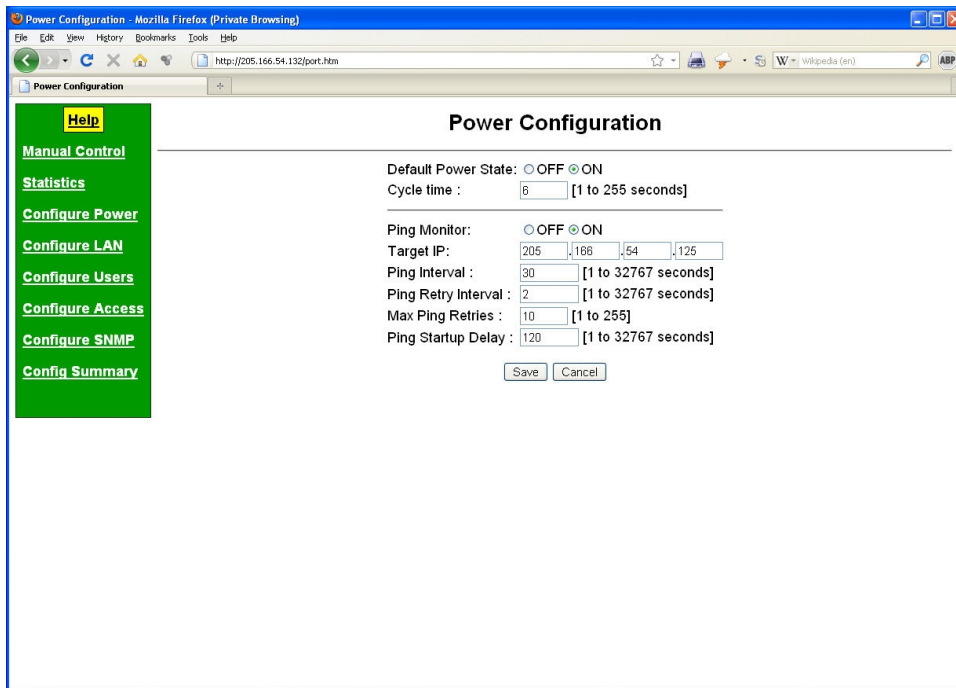 Power Configuration - Mozilla Firefox (Private Browsing)
File Edit View History Bookmarks Tools Help
http://205.166.54.132/port.htm
W Wikipedia (en)
ABP
Power Configuration
Help
Manual Control
Statistics
Configure Power
Configure LAN
Configure Users
Configure Access
Configure SNMP
Config Summary
Power Configuration
Default Power State: OFF ON
Cycle time : 6 [1 to 255 seconds]
Ping Monitor: OFF ON
Target IP: 205 .166 .54 .125
Ping Interval : 30 [1 to 32767 seconds]
Ping Retry Interval : 2 [1 to 32767 seconds]
Max Ping Retries : 10 [1 to 255]
Ping Startup Delay : 120 [1 to 32767 seconds]
Save Cancel